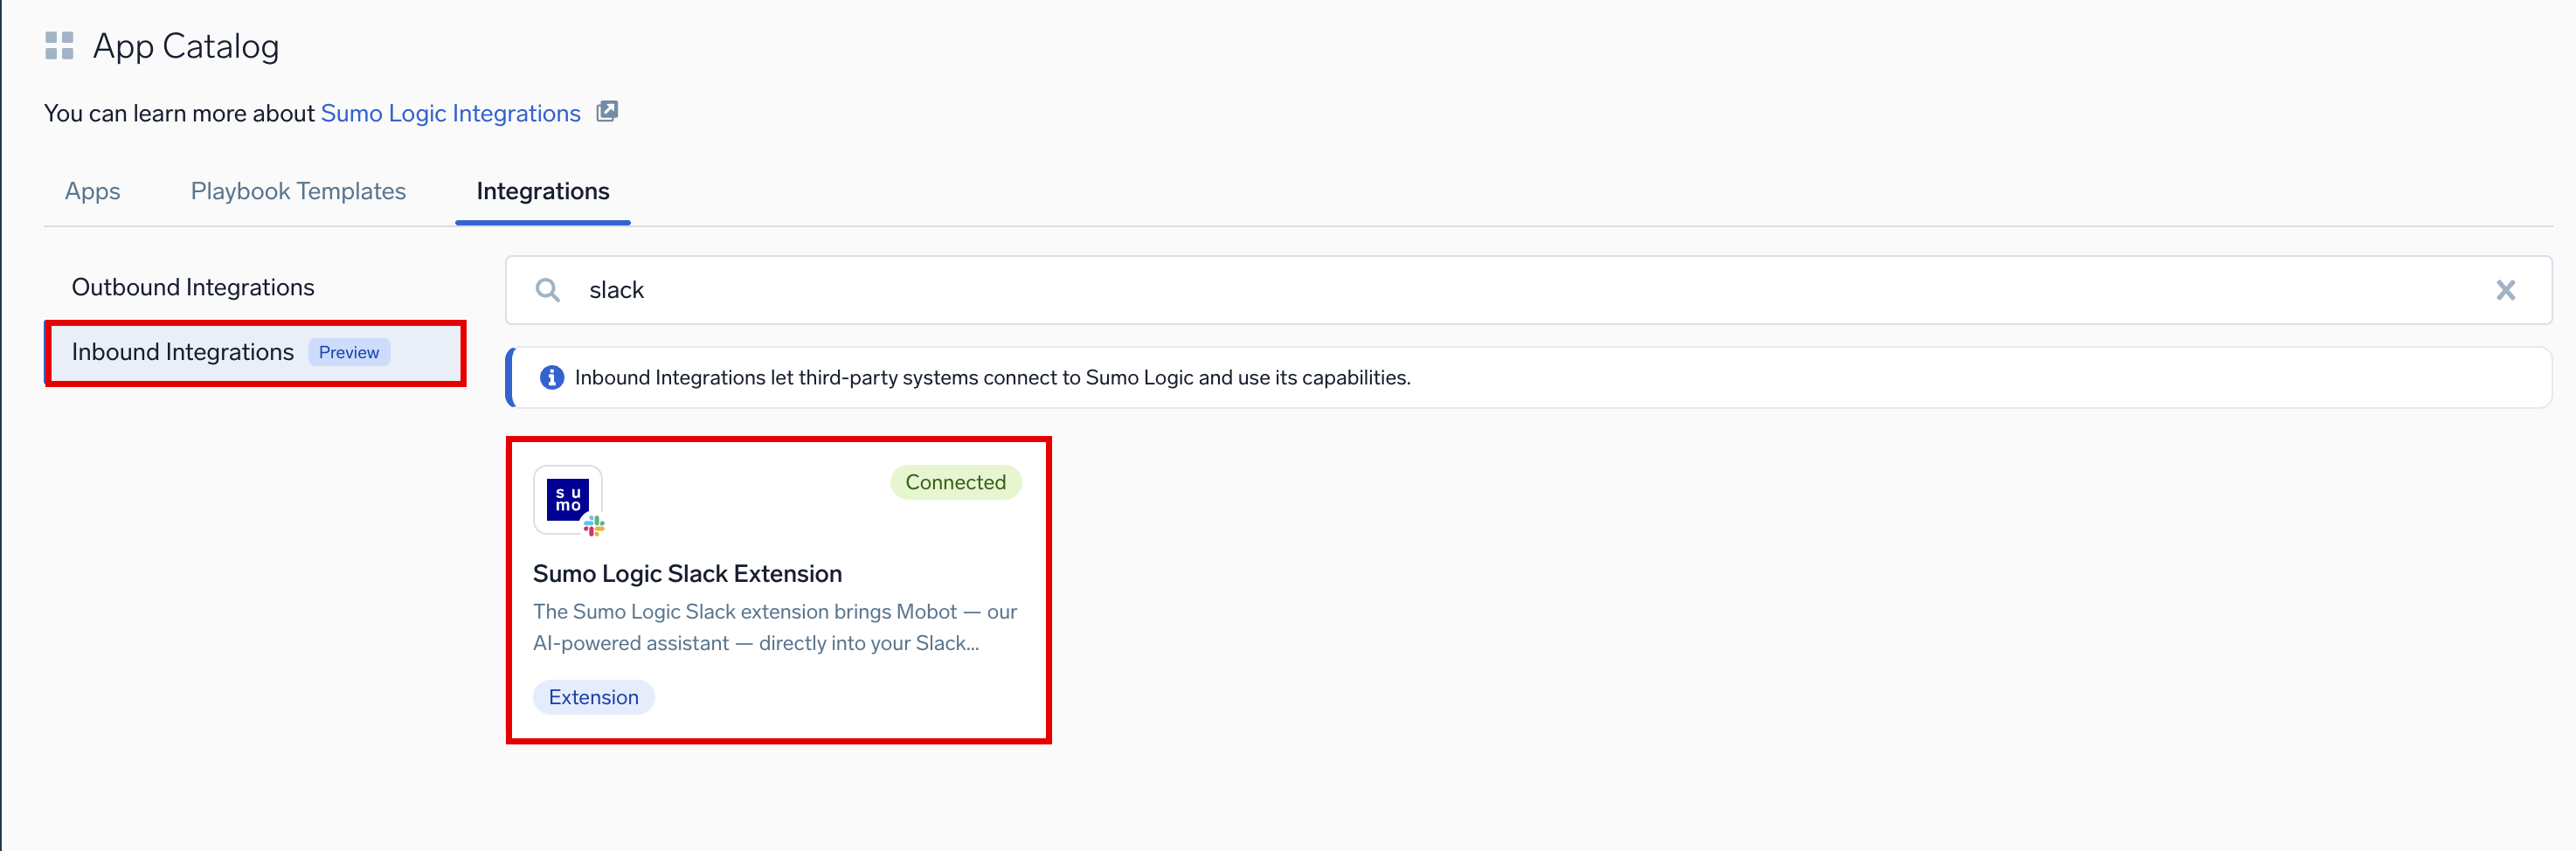 App Catalog
You can learn more about Sumo Logic Integrations
Apps
Playbook Templates
Integrations
Outbound Integrations
Inbound Integrations Preview
slack
Inbound Integrations let third-party systems connect to Sumo Logic and use its capabilities.
su
mo
Connected
Sumo Logic Slack Extension
The Sumo Logic Slack extension brings Mobot — our
AI-powered assistant — directly into your Slack...
Extension